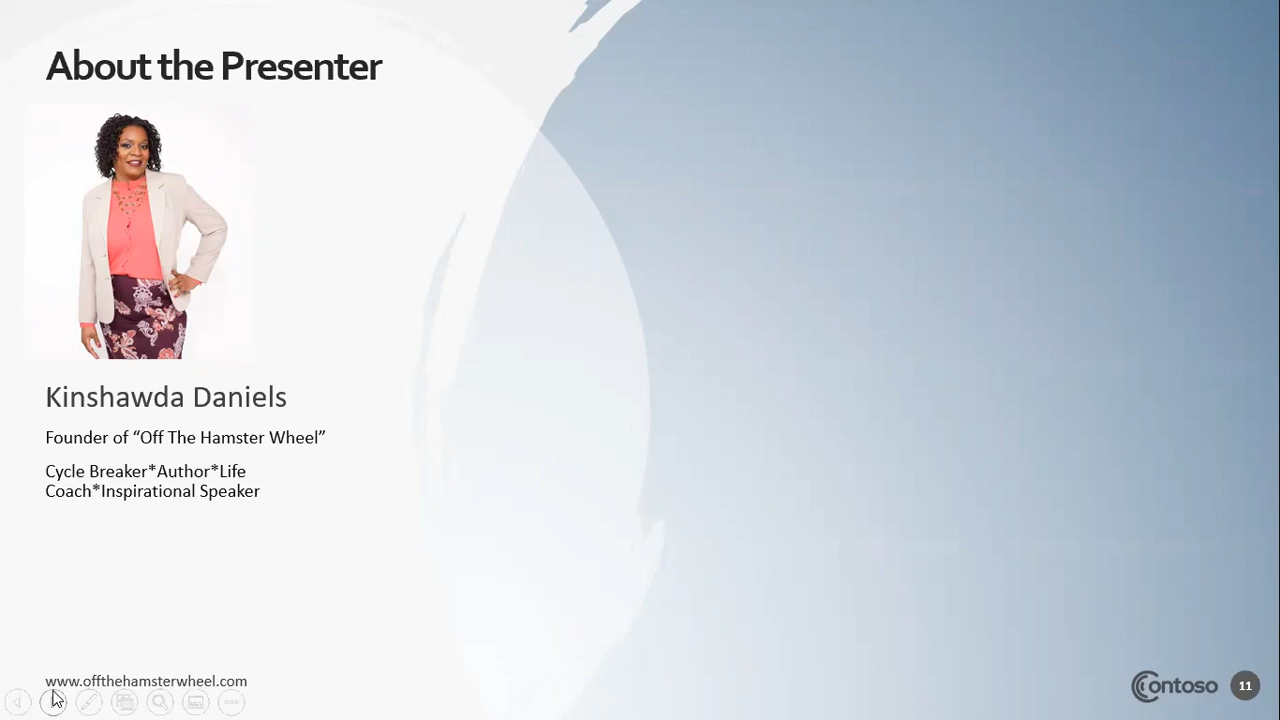 About the Presenter
Kinshawda Daniels
Founder of “Off The Hamster Wheel”
Cycle Breaker*Author*Life
Coach*Inspirational Speaker
www.offthehamsterwheel.com
Contoso
11